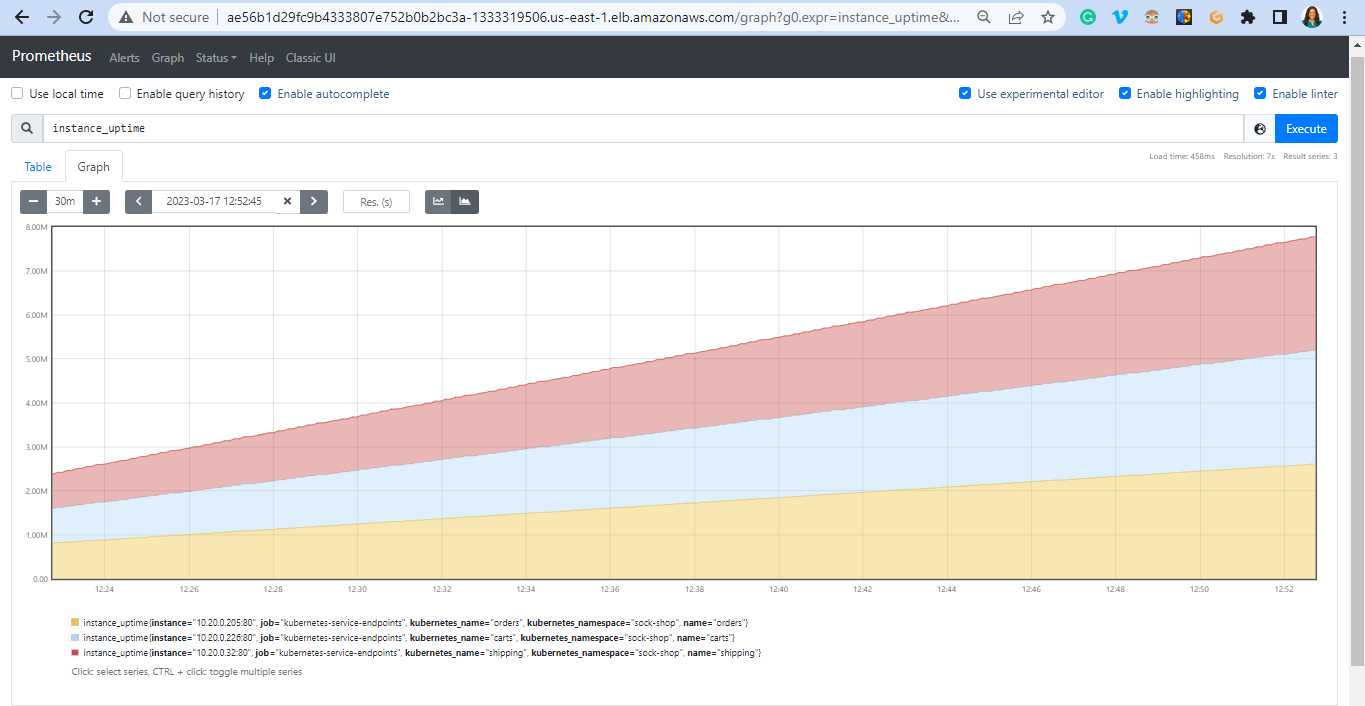 Not secure ae56b1d29fc9b4333807e752b0b2bc3a-1333319506.us-east-1.elb.amazonaws.com/graph?g0.expr=instance_uptime&...
Prometheus Alerts Graph Status Help Classic UI
Use local time Enable query history Enable autocomplete Use experimental editor Enable highlighting Enable linter
instance_uptime Execute
Load time: 458ms Resolution: 7s Result series: 3
Table Graph
30m 2023-03-17 12:52:45 Res. (s)
8.00M
7.00M
6.00M
5.00M
4.00M
3.00M
2.00M
1.00M
0.00
12:24 12:26 12:28 12:30 12:32 12:34 12:36 12:38 12:40 12:42 12:44 12:46 12:48 12:50 12:52
instance_uptime{instance="10.20.0.205:80", job="kubernetes-service-endpoints", kubernetes_name="orders", kubernetes_namespace="sock-shop", name="orders"}
instance_uptime{instance="10.20.0.226:80", job="kubernetes-service-endpoints", kubernetes_name="carts", kubernetes_namespace="sock-shop", name="carts"}
instance_uptime{instance="10.20.0.32:80", job="kubernetes-service-endpoints", kubernetes_name="shipping", kubernetes_namespace="sock-shop", name="shipping"}
Click: select series, CTRL + click: toggle multiple series